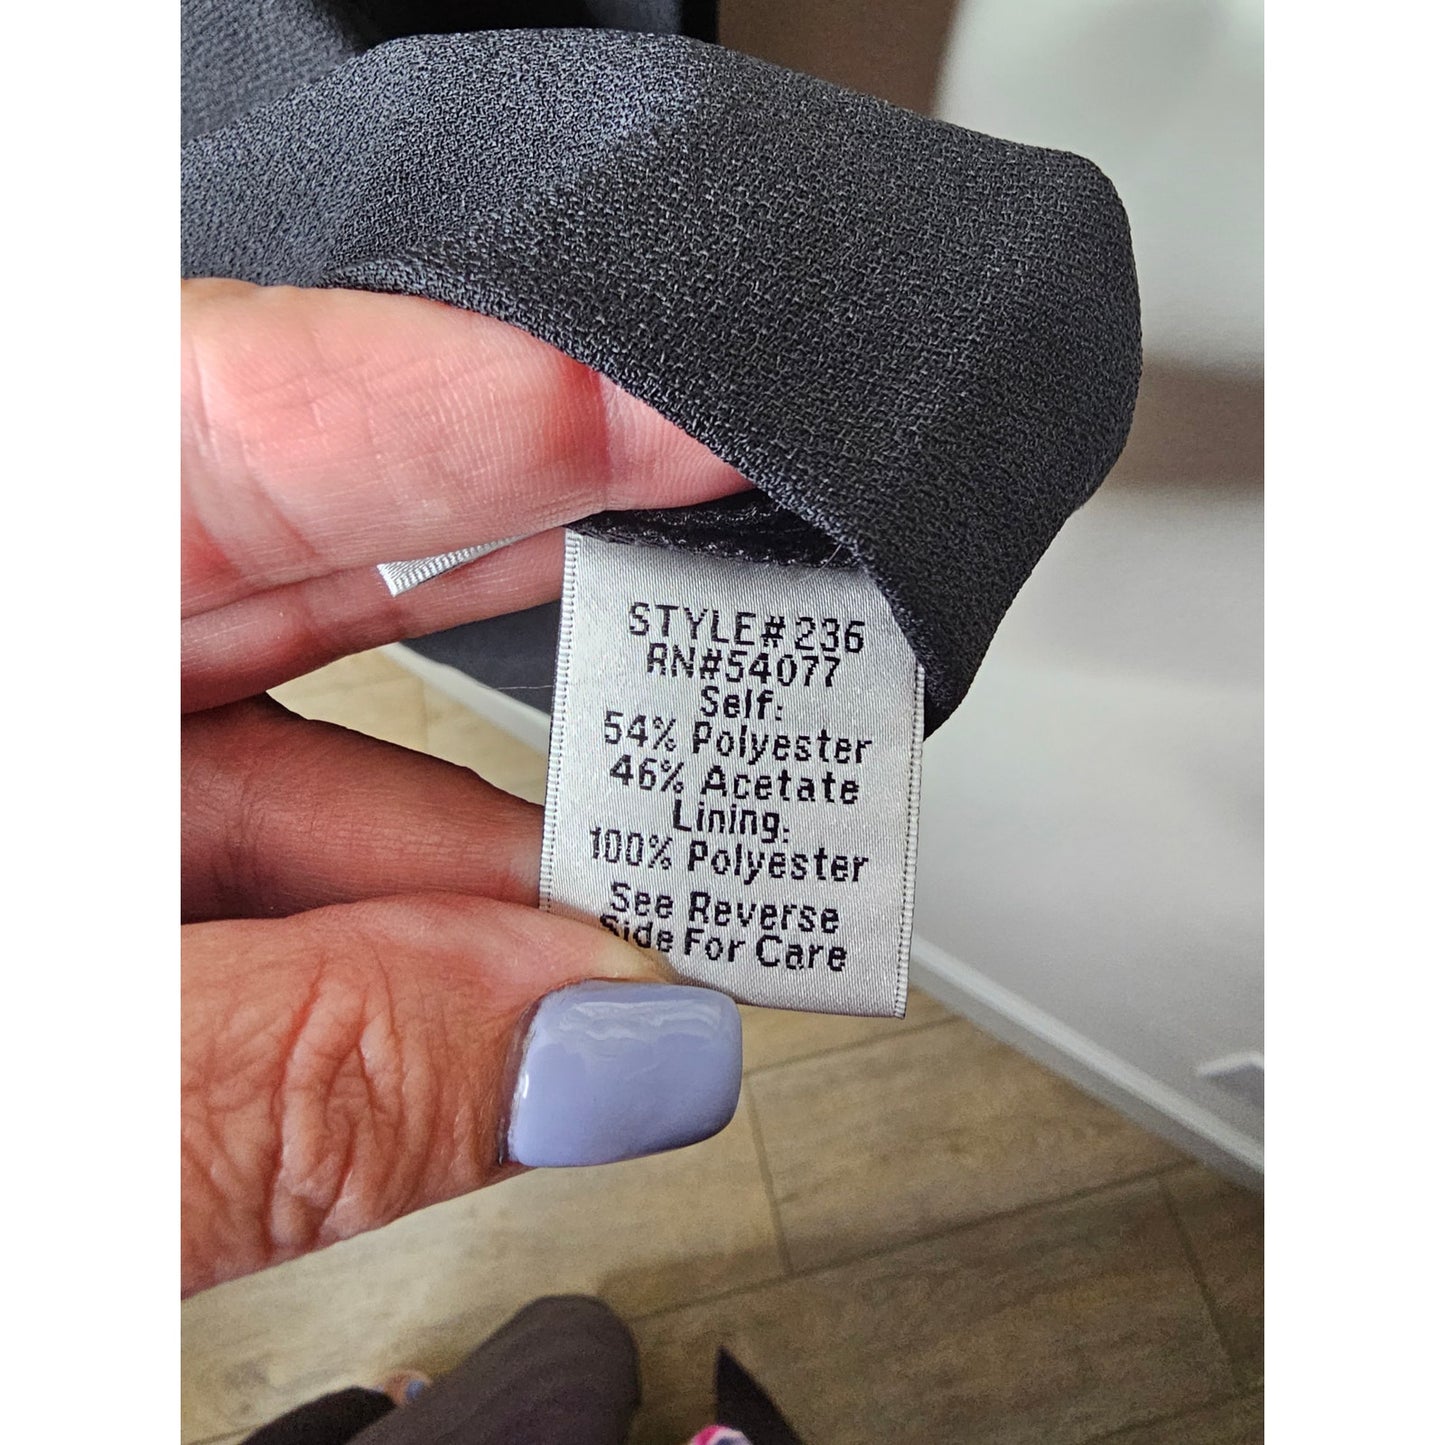 STYLE#236
RN#54077
Self:
54% Polyester
46% Acetate
Lining:
100% Polyester
See Reverse
Side For Care